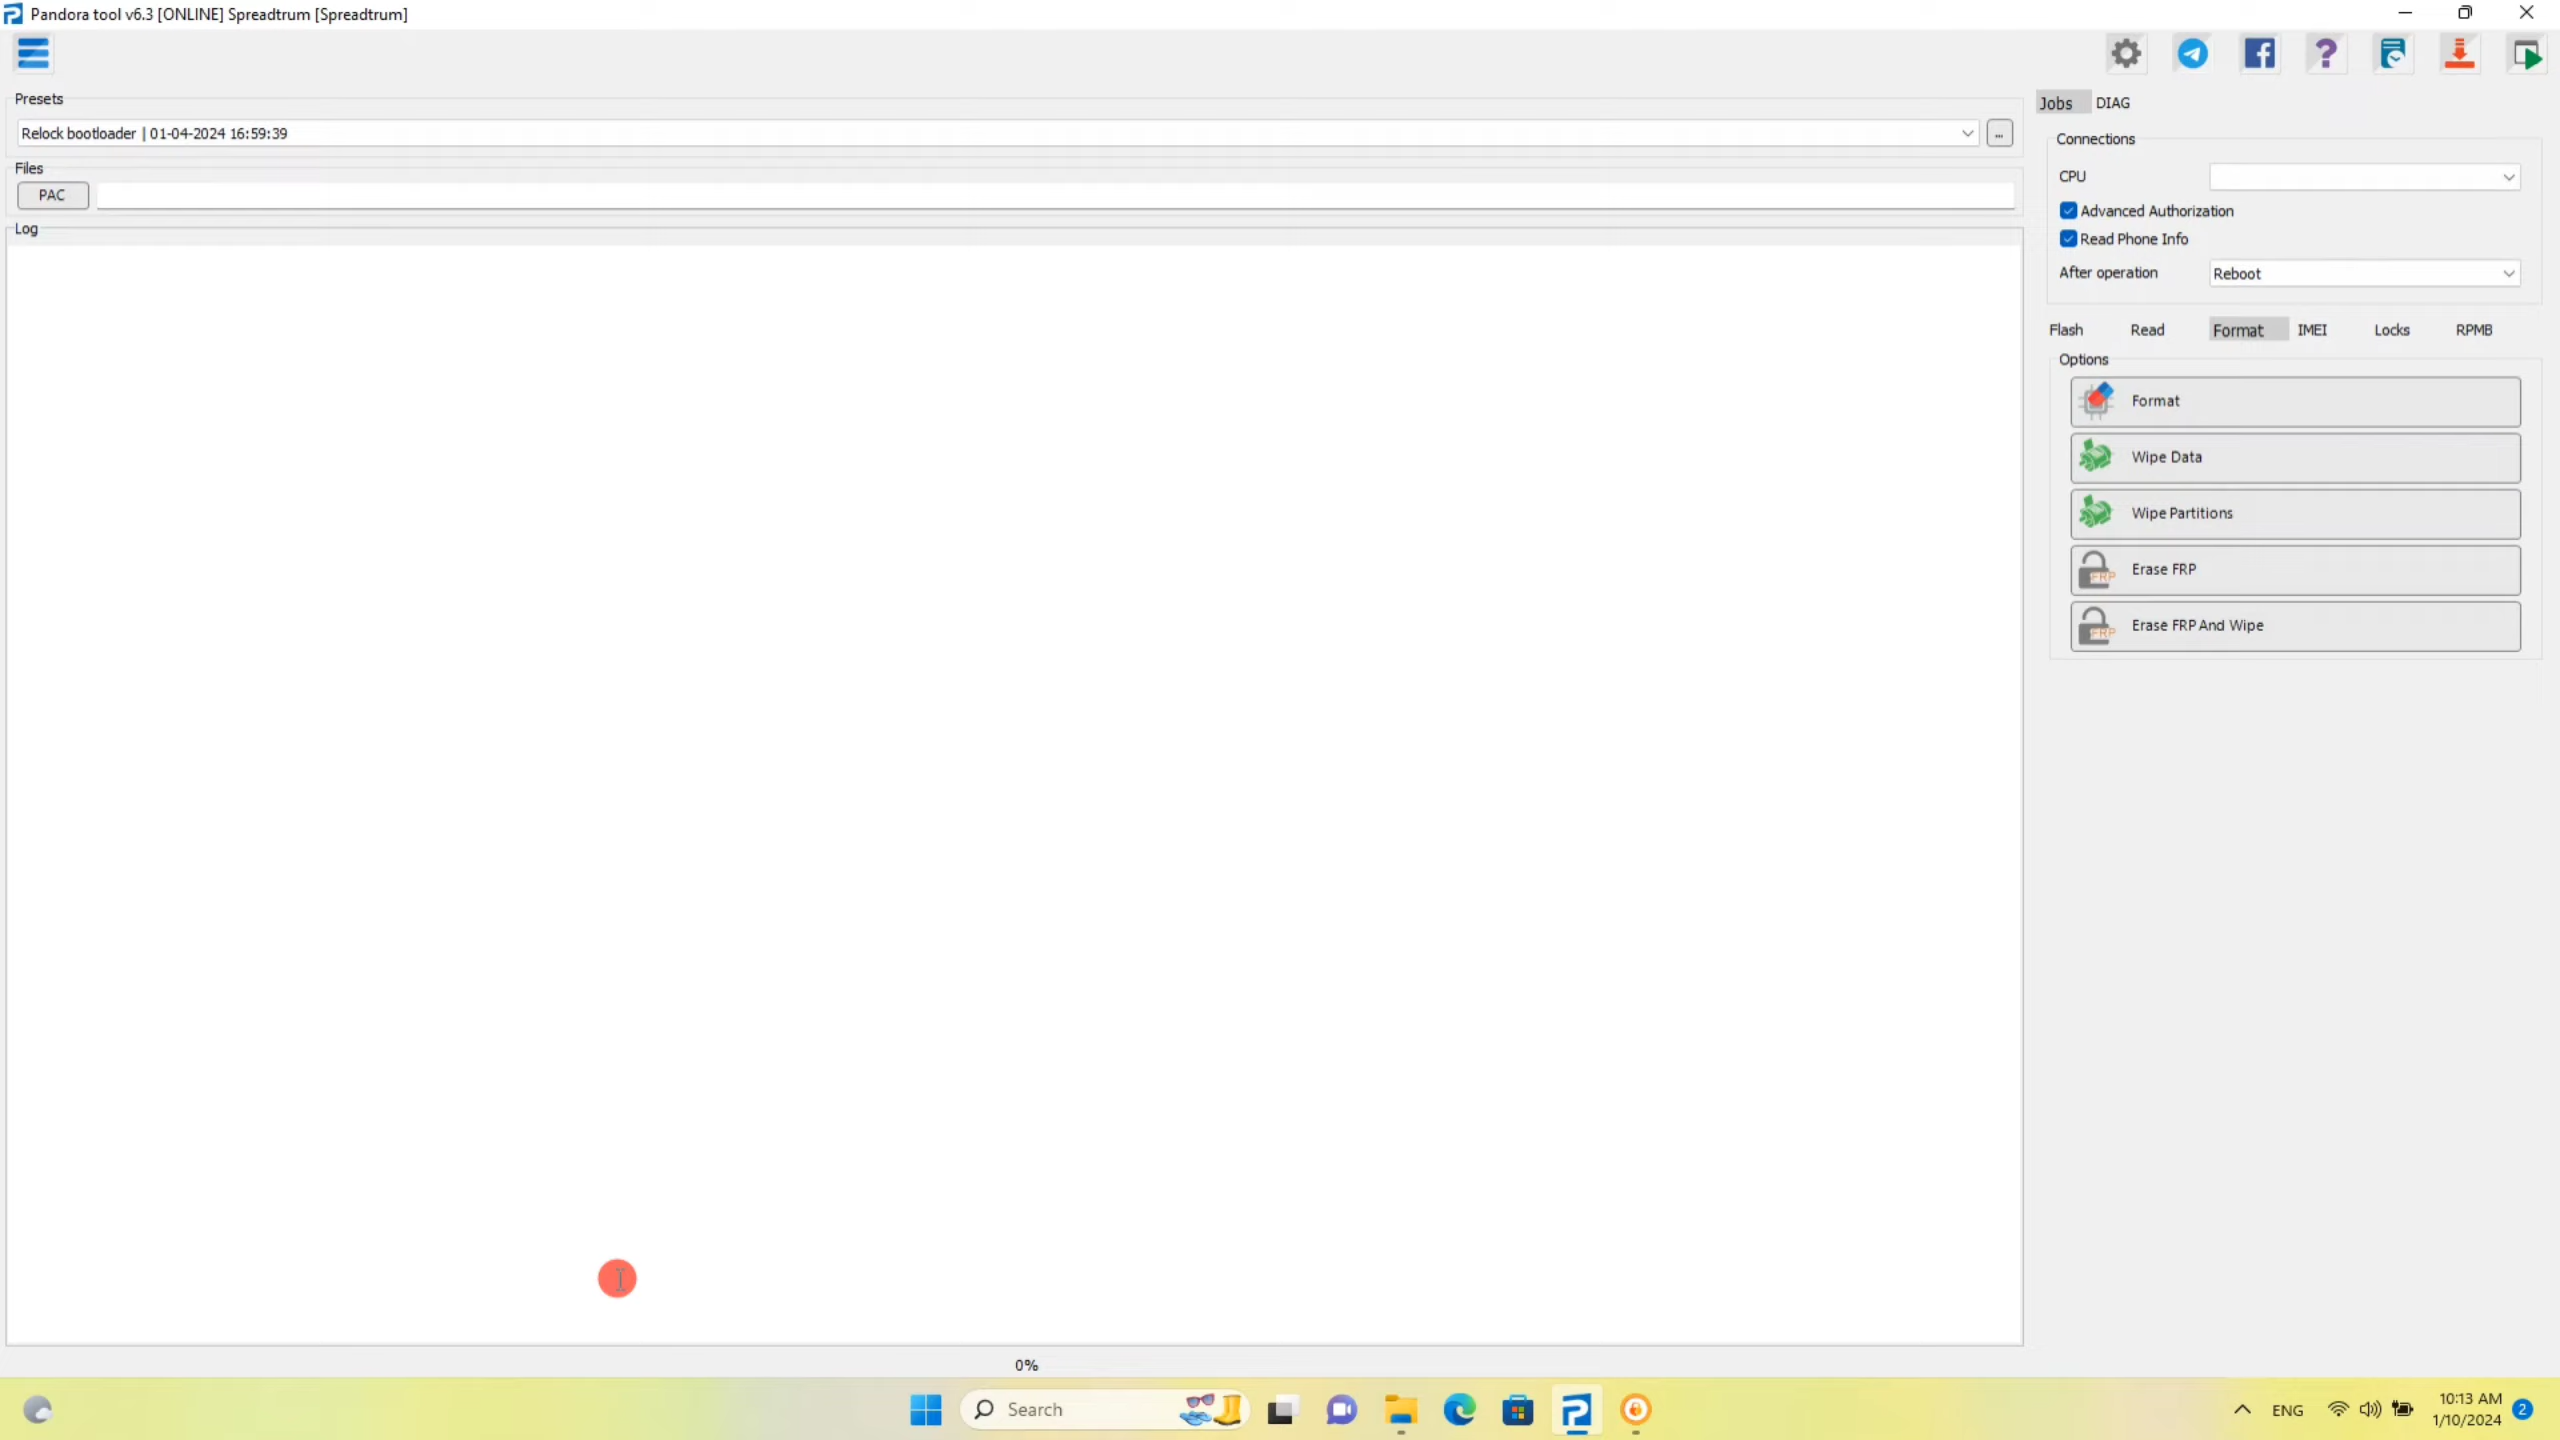 Pandora tool v6.3 [ONLINE] Spreadtrum [Spreadtrum]
Presets
Relock bootloader | 01-04-2024 16:59:39
...
Files
PAC
Log
Jobs DIAG
Connections
CPU
Advanced Authorization
Read Phone Info
After operation Reboot
Flash Read Format IMEI Locks RPMB
Options
Format
Wipe Data
Wipe Partitions
FRP Erase FRP
FRP Erase FRP And Wipe
0%
Search
ENG
10:13 AM
1/10/2024
2